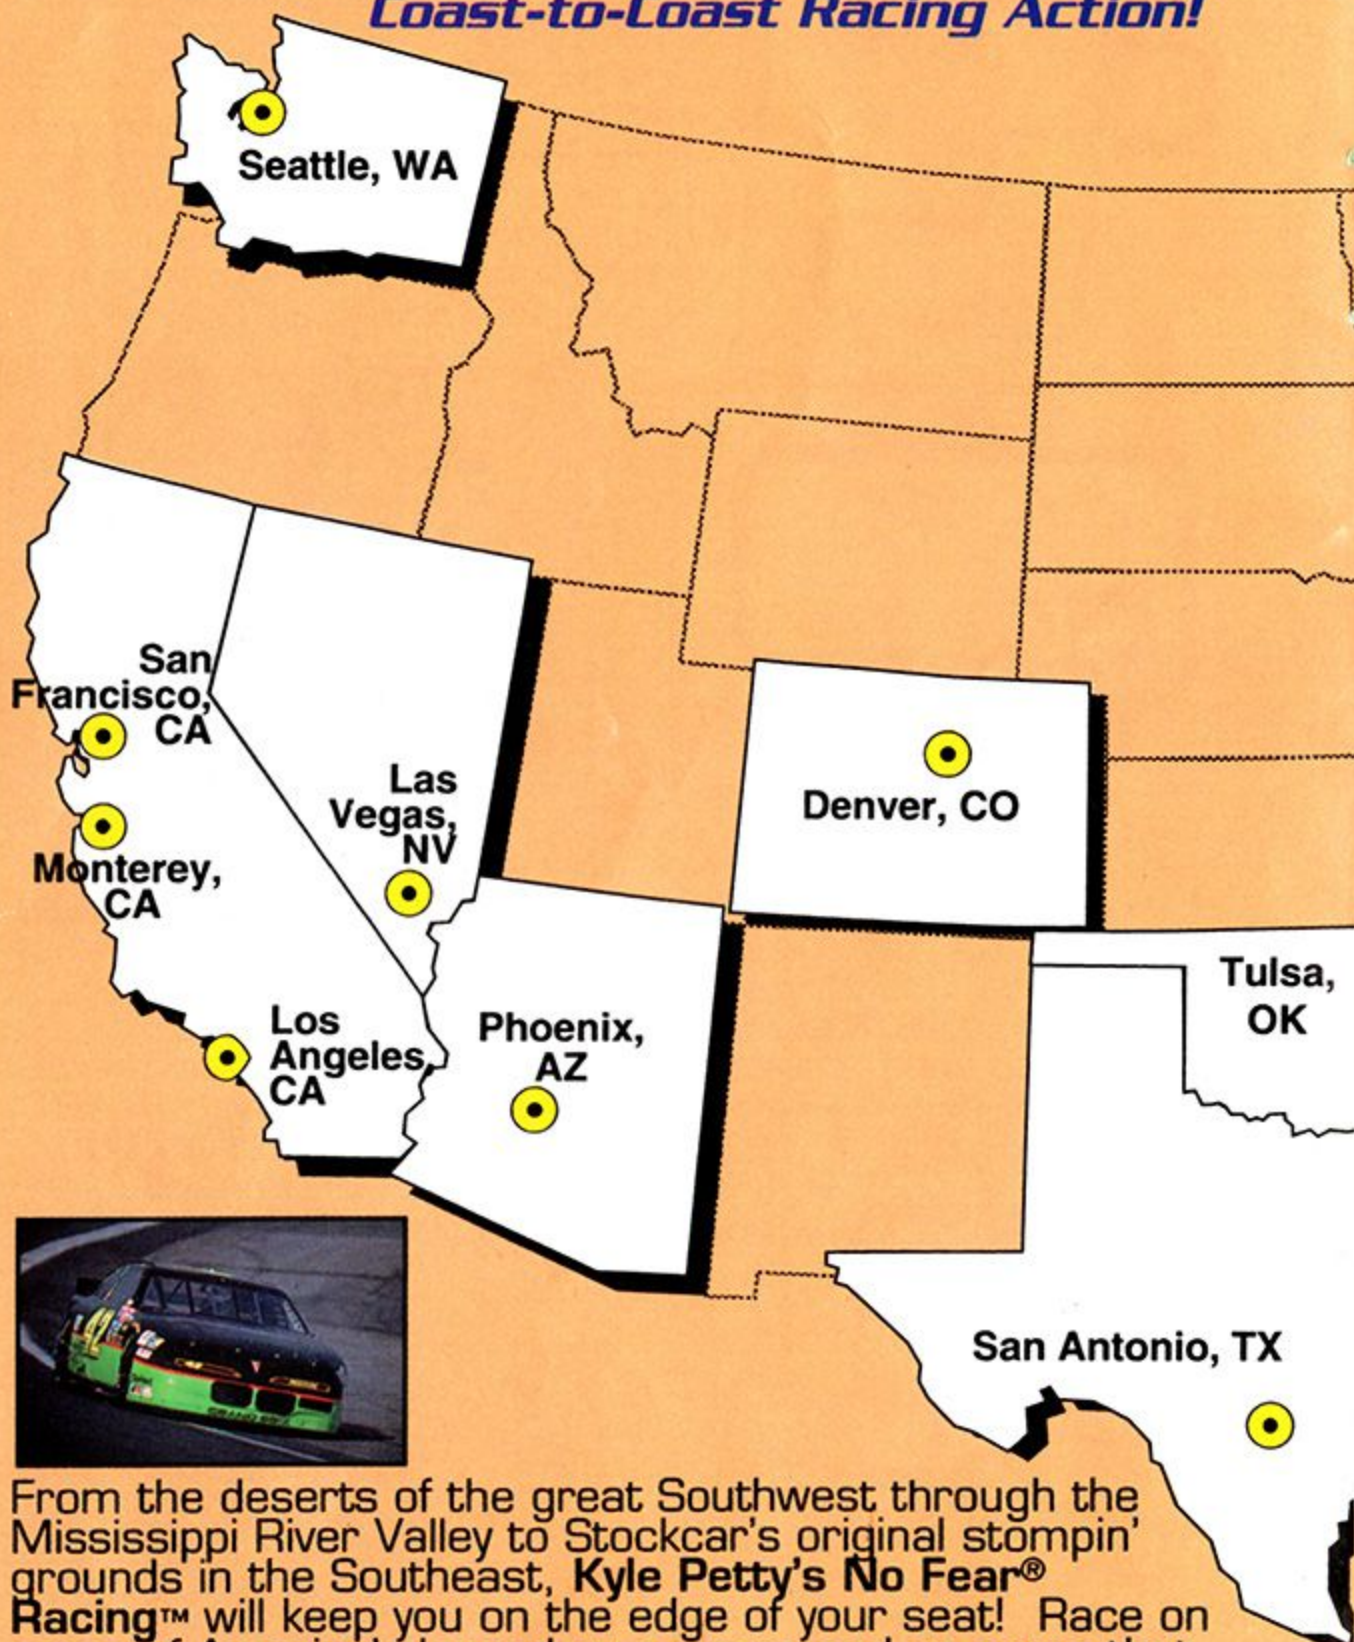 Coast-to-Coast Racing Action!
Seattle, WA
San
Francisco,
CA
Monterey,
CA
Las
Vegas,
NV
Los
Angeles,
CA
Phoenix,
AZ
Denver, CO
Tulsa,
OK
San Antonio, TX
42
From the deserts of the great Southwest through the
Mississippi River Valley to Stockcar's original stompin'
grounds in the Southeast, Kyle Petty's No Fear®
Racing™ will keep you on the edge of your seat! Race on